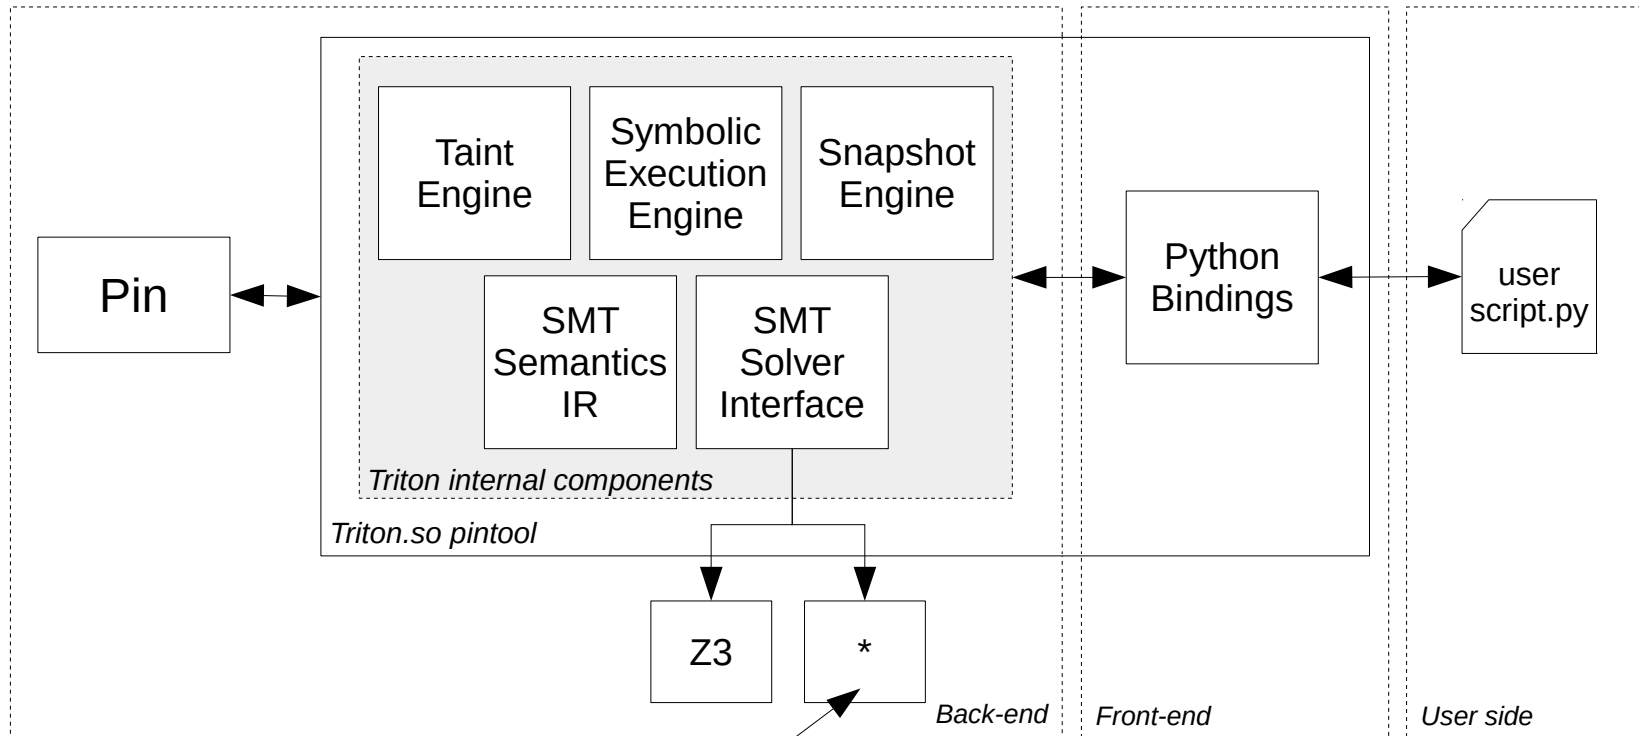 Taint
Engine
Symbolic
Execution
Engine
Snapshot
Engine
Pin
SMT
Semantics
IR
SMT
Solver
Interface
Python
Bindings
user
script.py
Triton internal components
Triton.so pintool
Z3
*
Back-end
Front-end
User side